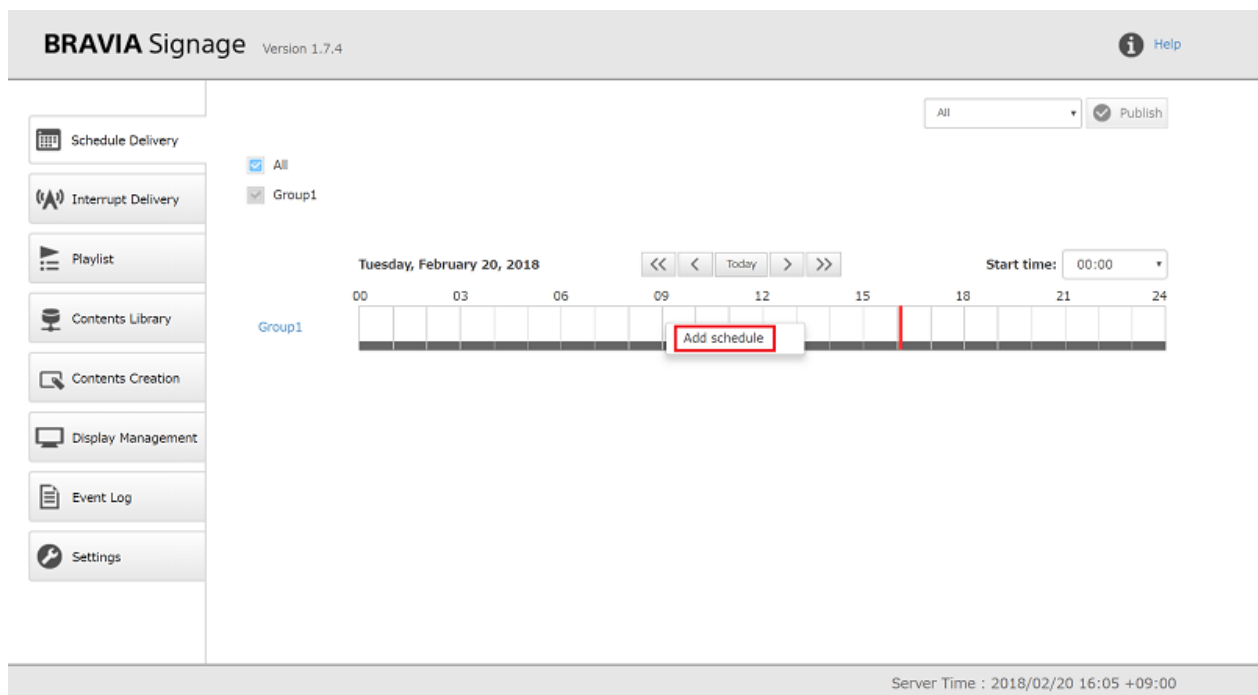 BRAVIA Signage Version 1.7.4
Help
All
Publish
Schedule Delivery
Interrupt Delivery
Playlist
Contents Library
Contents Creation
Display Management
Event Log
Settings
All
Group1
Tuesday, February 20, 2018
Today
Start time: 00:00
00 03 06 09 12 15 18 21 24
Group1
Add schedule
Server Time : 2018/02/20 16:05 +09:00